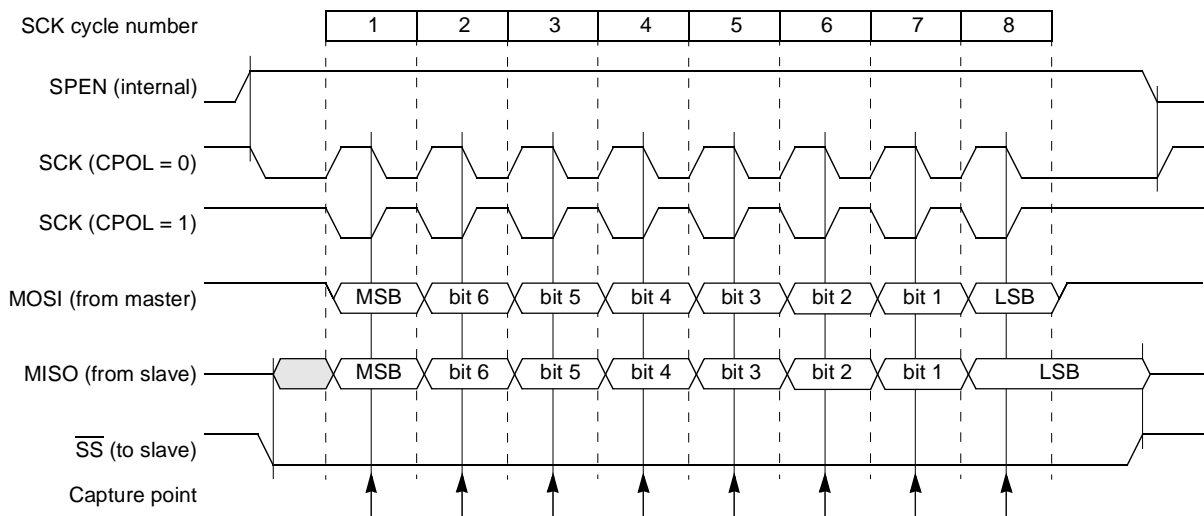 SCK cycle number 1 2 3 4 5 6 7 8
SPEN (internal)
SCK (CPOL = 0)
SCK (CPOL = 1)
MOSI (from master) MSB bit 6 bit 5 bit 4 bit 3 bit 2 bit 1 LSB
MISO (from slave) MSB bit 6 bit 5 bit 4 bit 3 bit 2 bit 1 LSB
S̅S̅ (to slave)
Capture point